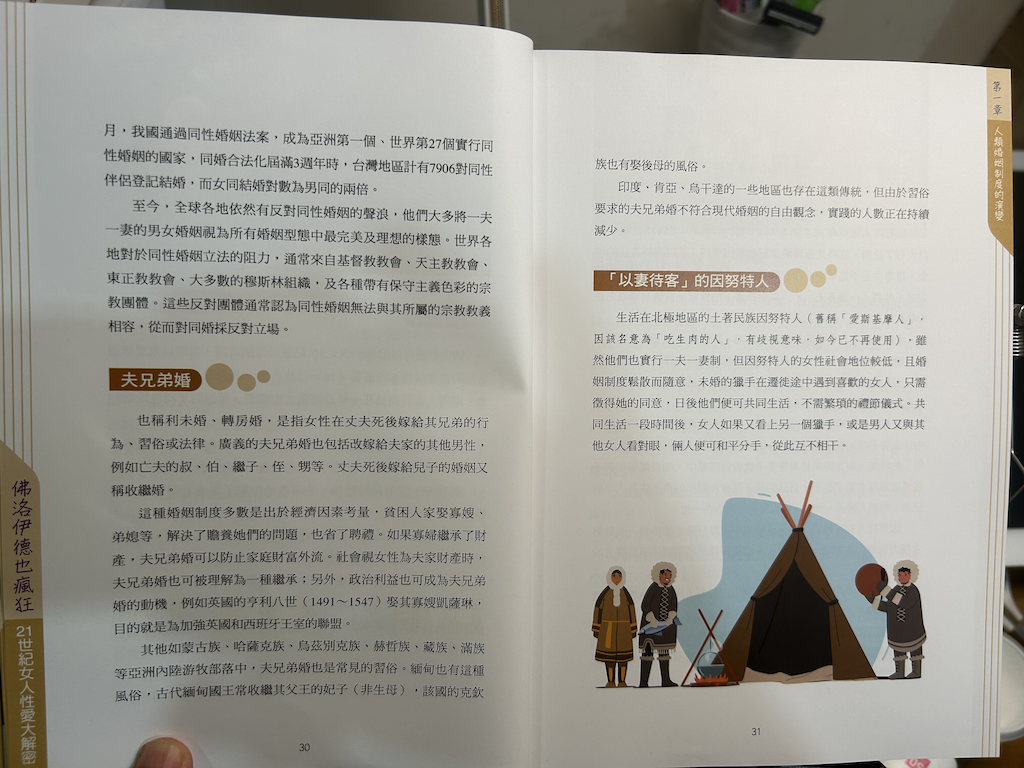 月，我國通過同性婚姻法案，成為亞洲第一個、世界第27個實行同
性婚姻的國家，同婚合法化屆滿3週年時，台灣地區計有7906對同性
伴侶登記結婚，而女同結婚對數為男同的兩倍。
至今，全球各地依然有反對同性婚姻的聲浪，他們大多將一夫
一妻的男女婚姻視為所有婚姻型態中最完美及理想的樣態。世界各
地對於同性婚姻立法的阻力，通常來自基督教教會、天主教教會、
東正教教會、大多數的穆斯林組織，及各種帶有保守主義色彩的宗
教團體。這些反對團體通常認為同性婚姻無法與其所屬的宗教教義
相容，從而對同婚採反對立場。
夫兄弟婚
也稱利未婚、轉房婚，是指女性在丈夫死後嫁給其兄弟的行
為、習俗或法律。廣義的夫兄弟婚也包括改嫁給夫家的其他男性，
例如亡夫的叔、伯、繼子、侄、甥等。丈夫死後嫁給兒子的婚姻又
稱收繼婚。
這種婚姻制度多數是出於經濟因素考量，貧困人家娶寡嫂、
弟媳等，解決了贍養她們的問題，也省了聘禮。如果寡婦繼承了財
產，夫兄弟婚可以防止家庭財富外流。社會視女性為夫家財產時，
夫兄弟婚也可被理解為一種繼承；另外，政治利益也可成為夫兄弟
婚的動機，例如英國的亨利八世（1491～1547）娶其寡嫂凱薩琳，
目的就是為加強英國和西班牙王室的聯盟。
其他如蒙古族、哈薩克族、烏茲別克族、赫哲族、藏族、滿族
等亞洲內陸游牧部落中，夫兄弟婚也是常見的習俗。緬甸也有這種
風俗，古代緬甸國王常收繼其父王的妃子（非生母），該國的克欽
30
佛洛伊德也瘋狂
21世紀女人性愛大解密
族也有娶後母的風俗。
印度、肯亞、烏干達的一些地區也存在這類傳統，但由於習俗
要求的夫兄弟婚不符合現代婚姻的自由觀念，實踐的人數正在持續
減少。
「以妻待客」的因努特人
生活在北極地區的土著民族因努特人（舊稱「愛斯基摩人」，
因該名意為「吃生肉的人」，有歧視意味，如今已不再使用），雖
然他們也實行一夫一妻制，但因努特人的女性社會地位較低，且婚
姻制度鬆散而隨意，未婚的獵手在遷徙途中遇到喜歡的女人，只需
徵得她的同意，日後他們便可共同生活，不需繁瑣的禮節儀式。共
同生活一段時間後，女人如果又看上另一個獵手，或是男人又與其
他女人看對眼，倆人便可和平分手，從此互不相干。
31
第一章
人類婚姻制度的演變